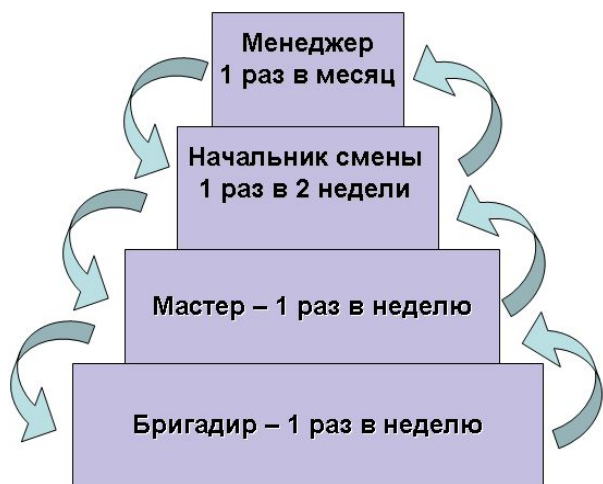 Менеджер
1 раз в месяц
Начальник смены
1 раз в 2 недели
Мастер – 1 раз в неделю
Бригадир – 1 раз в неделю